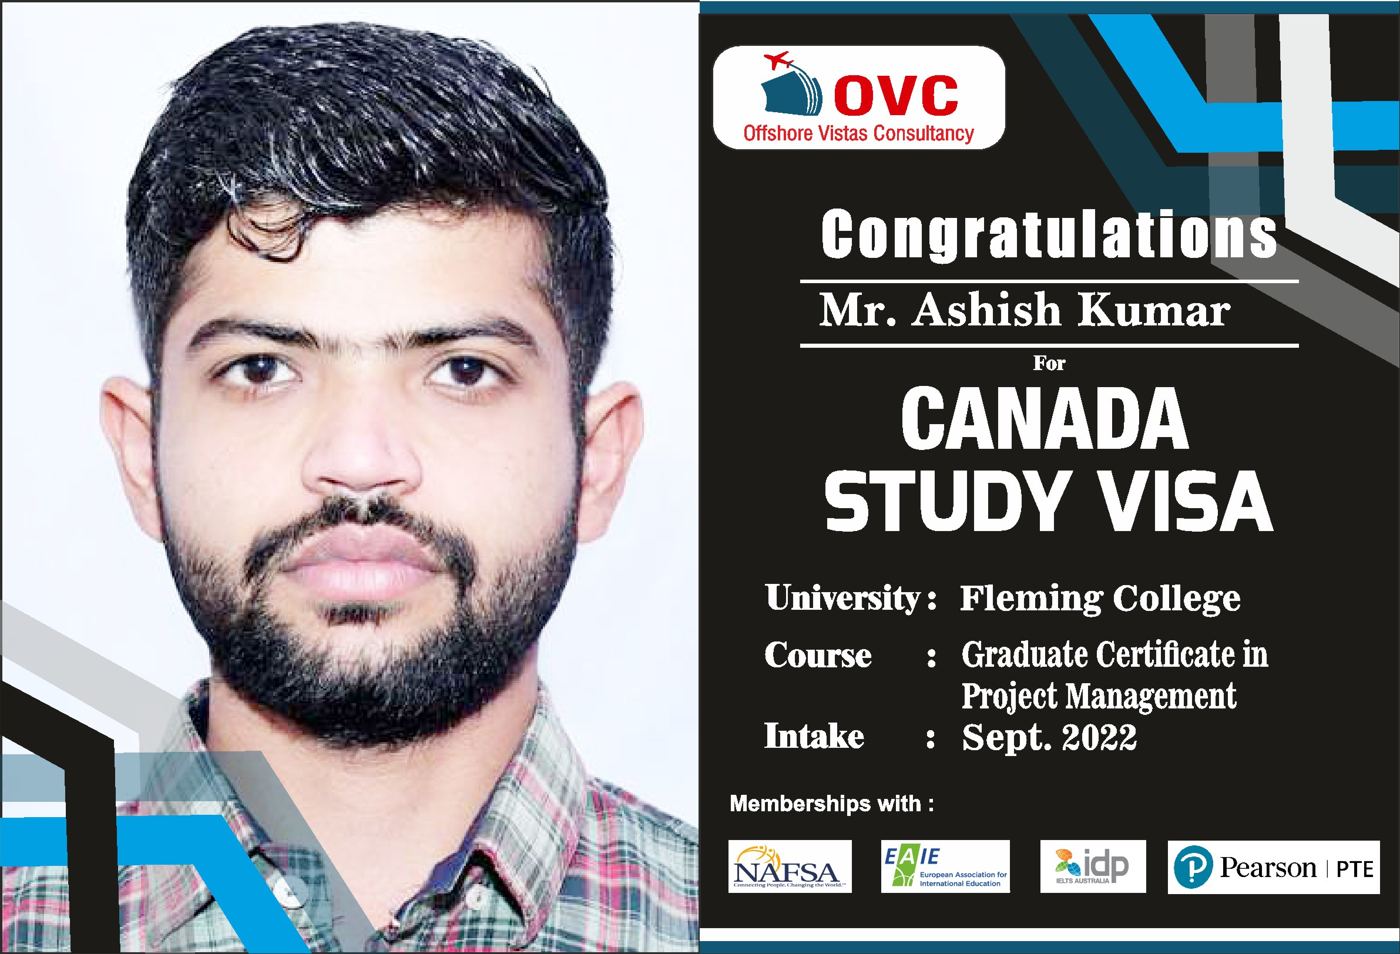 OVC
Offshore Vistas Consultancy
Congratulations
Mr. Ashish Kumar
For
CANADA
STUDY VISA
University : Fleming College
Course : Graduate Certificate in
Project Management
Intake : Sept. 2022
Memberships with :
NAFSA
Connecting People. Changing the World.™
EAIE
European Association for
International Education
idp
IELTS AUSTRALIA
Pearson | PTE